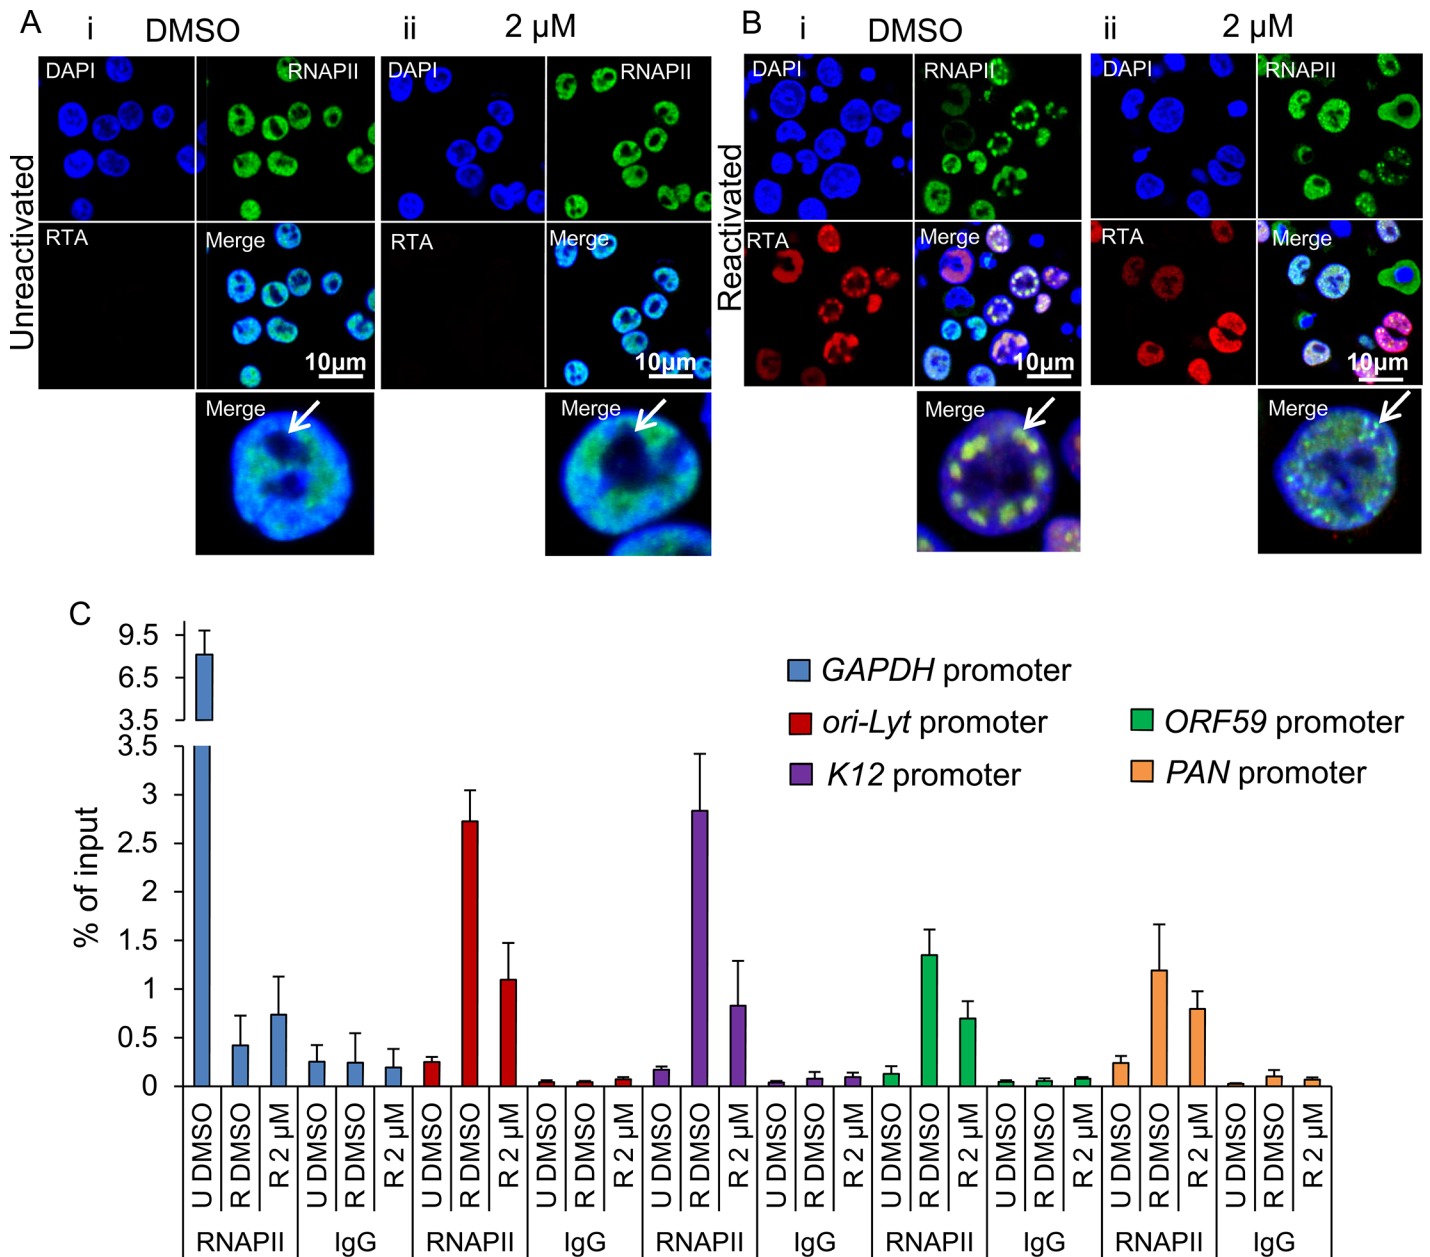 A i DMSO ii 2 µM
B i DMSO ii 2 µM
Unreactivated
DAPI RNAPII DAPI RNAPII
RTA Merge RTA Merge
10µm 10µm
Merge Merge
Reactivated
DAPI RNAPII DAPI RNAPII
RTA Merge RTA Merge
10µm 10µm
Merge Merge
C
% of input
9.5
6.5
3.5
3.5
3
2.5
2
1.5
1
0.5
0
GAPDH promoter
ori-Lyt promoter
ORF59 promoter
K12 promoter
PAN promoter
U DMSO R DMSO R 2 µM U DMSO R DMSO R 2 µM U DMSO R DMSO R 2 µM U DMSO R DMSO R 2 µM U DMSO R DMSO R 2 µM U DMSO R DMSO R 2 µM U DMSO R DMSO R 2 µM U DMSO R DMSO R 2 µM U DMSO R DMSO R 2 µM U DMSO R DMSO R 2 µM
RNAPII IgG RNAPII IgG RNAPII IgG RNAPII IgG RNAPII IgG